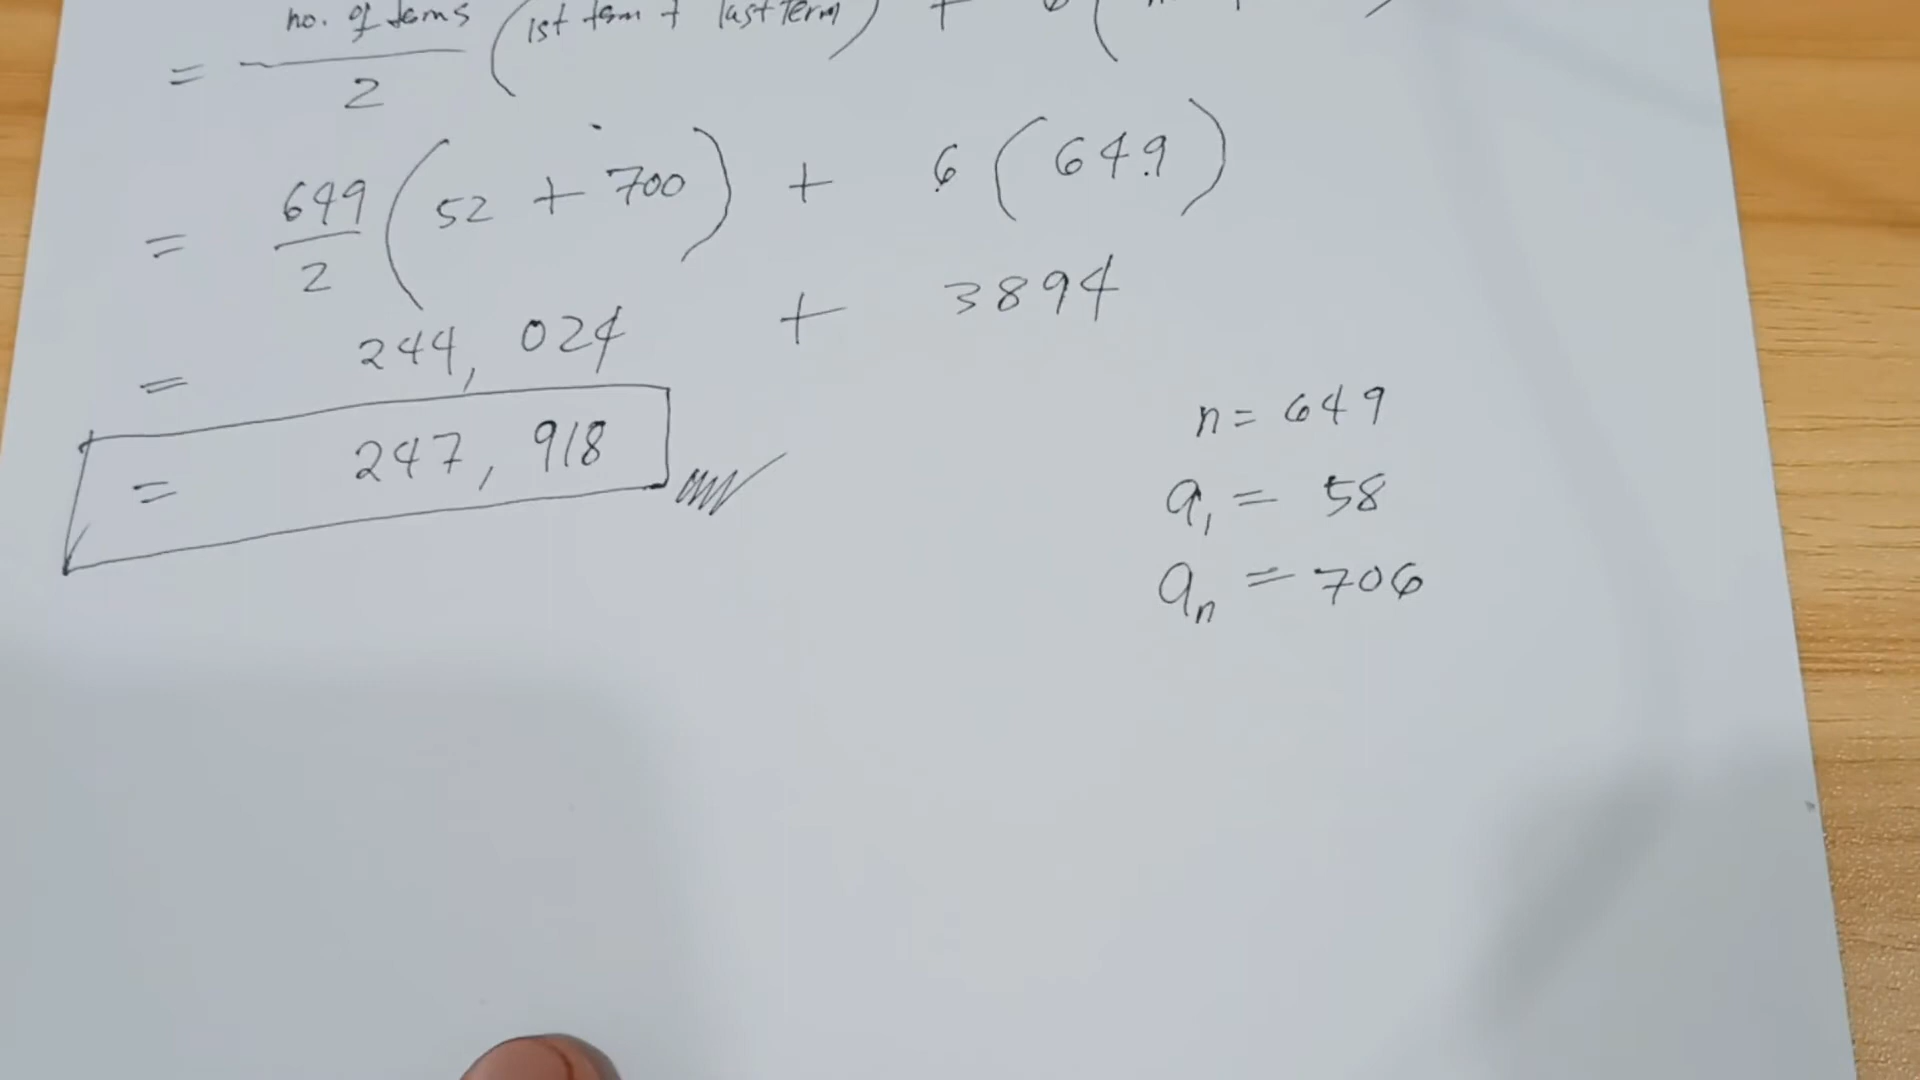 no. of terms (1st term + last term) +
= 2
= 649/2 (52 + 700) + 6 (649)
= 244, 024 + 3894
= 247, 918
n = 649
a₁ = 58
aₙ = 706